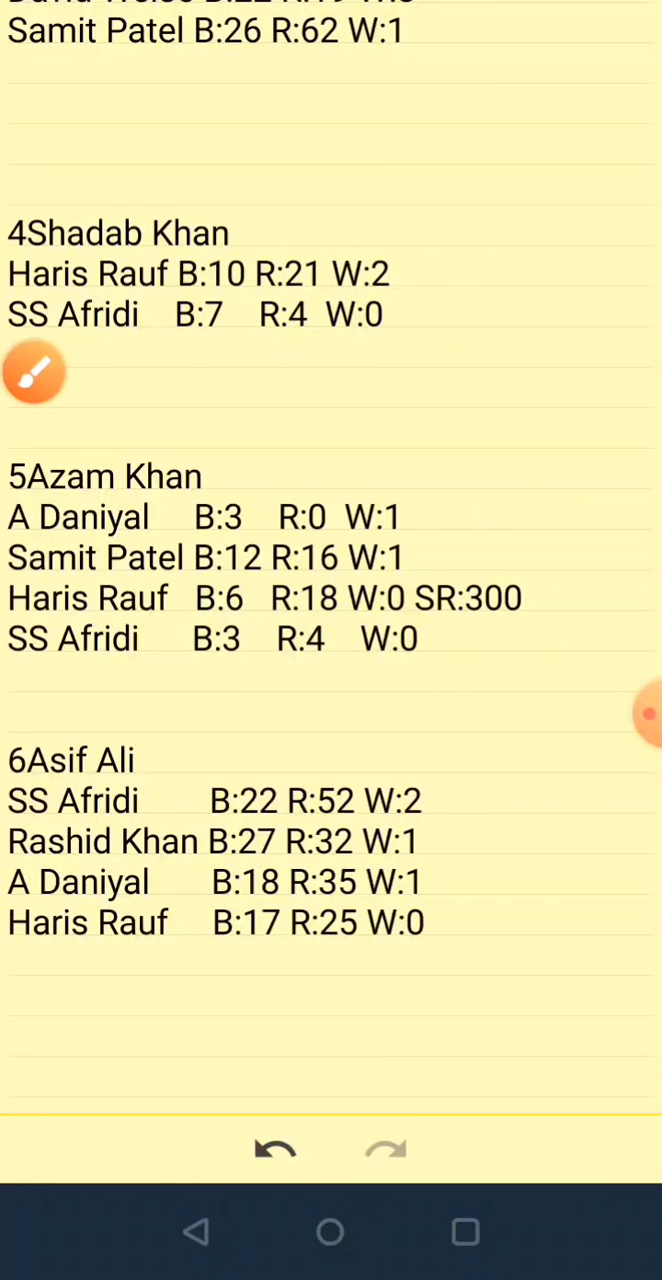 Samit Patel B:26 R:62 W:1
4Shadab Khan
Haris Rauf B:10 R:21 W:2
SS Afridi B:7 R:4 W:0
5Azam Khan
A Daniyal B:3 R:0 W:1
Samit Patel B:12 R:16 W:1
Haris Rauf B:6 R:18 W:0 SR:300
SS Afridi B:3 R:4 W:0
6Asif Ali
SS Afridi B:22 R:52 W:2
Rashid Khan B:27 R:32 W:1
A Daniyal B:18 R:35 W:1
Haris Rauf B:17 R:25 W:0